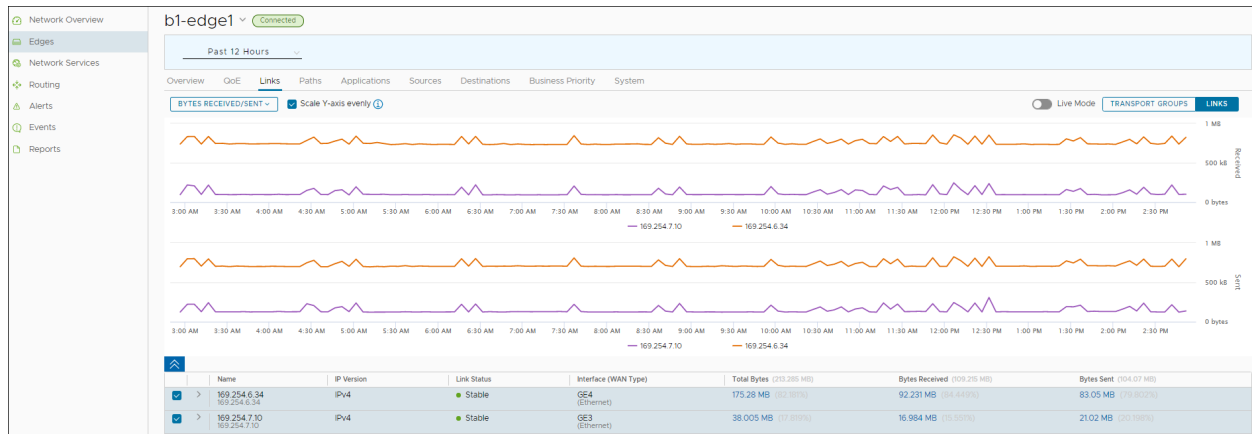 b1-edge1 Connected
Network Overview
Edges
Network Services
Routing
Alerts
Events
Reports
Past 12 Hours
Overview QoE Links Paths Applications Sources Destinations Business Priority System
BYTES RECEIVED/SENT Scale Y-axis evenly Live Mode TRANSPORT GROUPS LINKS
1 MB
500 kB
Received
0 bytes
3:00 AM 3:30 AM 4:00 AM 4:30 AM 5:00 AM 5:30 AM 6:00 AM 6:30 AM 7:00 AM 7:30 AM 8:00 AM 8:30 AM 9:00 AM 9:30 AM 10:00 AM 10:30 AM 11:00 AM 11:30 AM 12:00 PM 12:30 PM 1:00 PM 1:30 PM 2:00 PM 2:30 PM
169.254.7.10 169.254.6.34
1 MB
500 kB
Sent
0 bytes
3:00 AM 3:30 AM 4:00 AM 4:30 AM 5:00 AM 5:30 AM 6:00 AM 6:30 AM 7:00 AM 7:30 AM 8:00 AM 8:30 AM 9:00 AM 9:30 AM 10:00 AM 10:30 AM 11:00 AM 11:30 AM 12:00 PM 12:30 PM 1:00 PM 1:30 PM 2:00 PM 2:30 PM
169.254.7.10 169.254.6.34
Name IP Version Link Status Interface (WAN Type) Total Bytes (213.285 MB) Bytes Received (109.215 MB) Bytes Sent (104.07 MB)
169.254.6.34 IPv4 Stable GE4 175.28 MB 92.231 MB 83.05 MB
169.254.6.34 (Ethernet)
169.254.7.10 IPv4 Stable GE3 38.005 MB 16.984 MB 21.02 MB
169.254.7.10 (Ethernet)